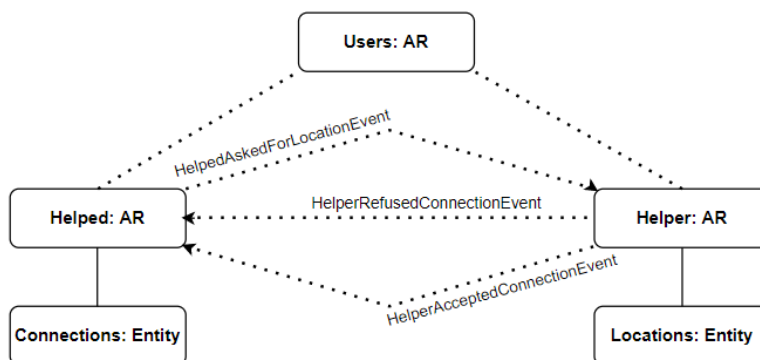 Users: AR
HelpedAskedForLocationEvent
Helped: AR
HelperRefusedConnectionEvent
Helper: AR
HelperAcceptedConnectionEvent
Connections: Entity
Locations: Entity